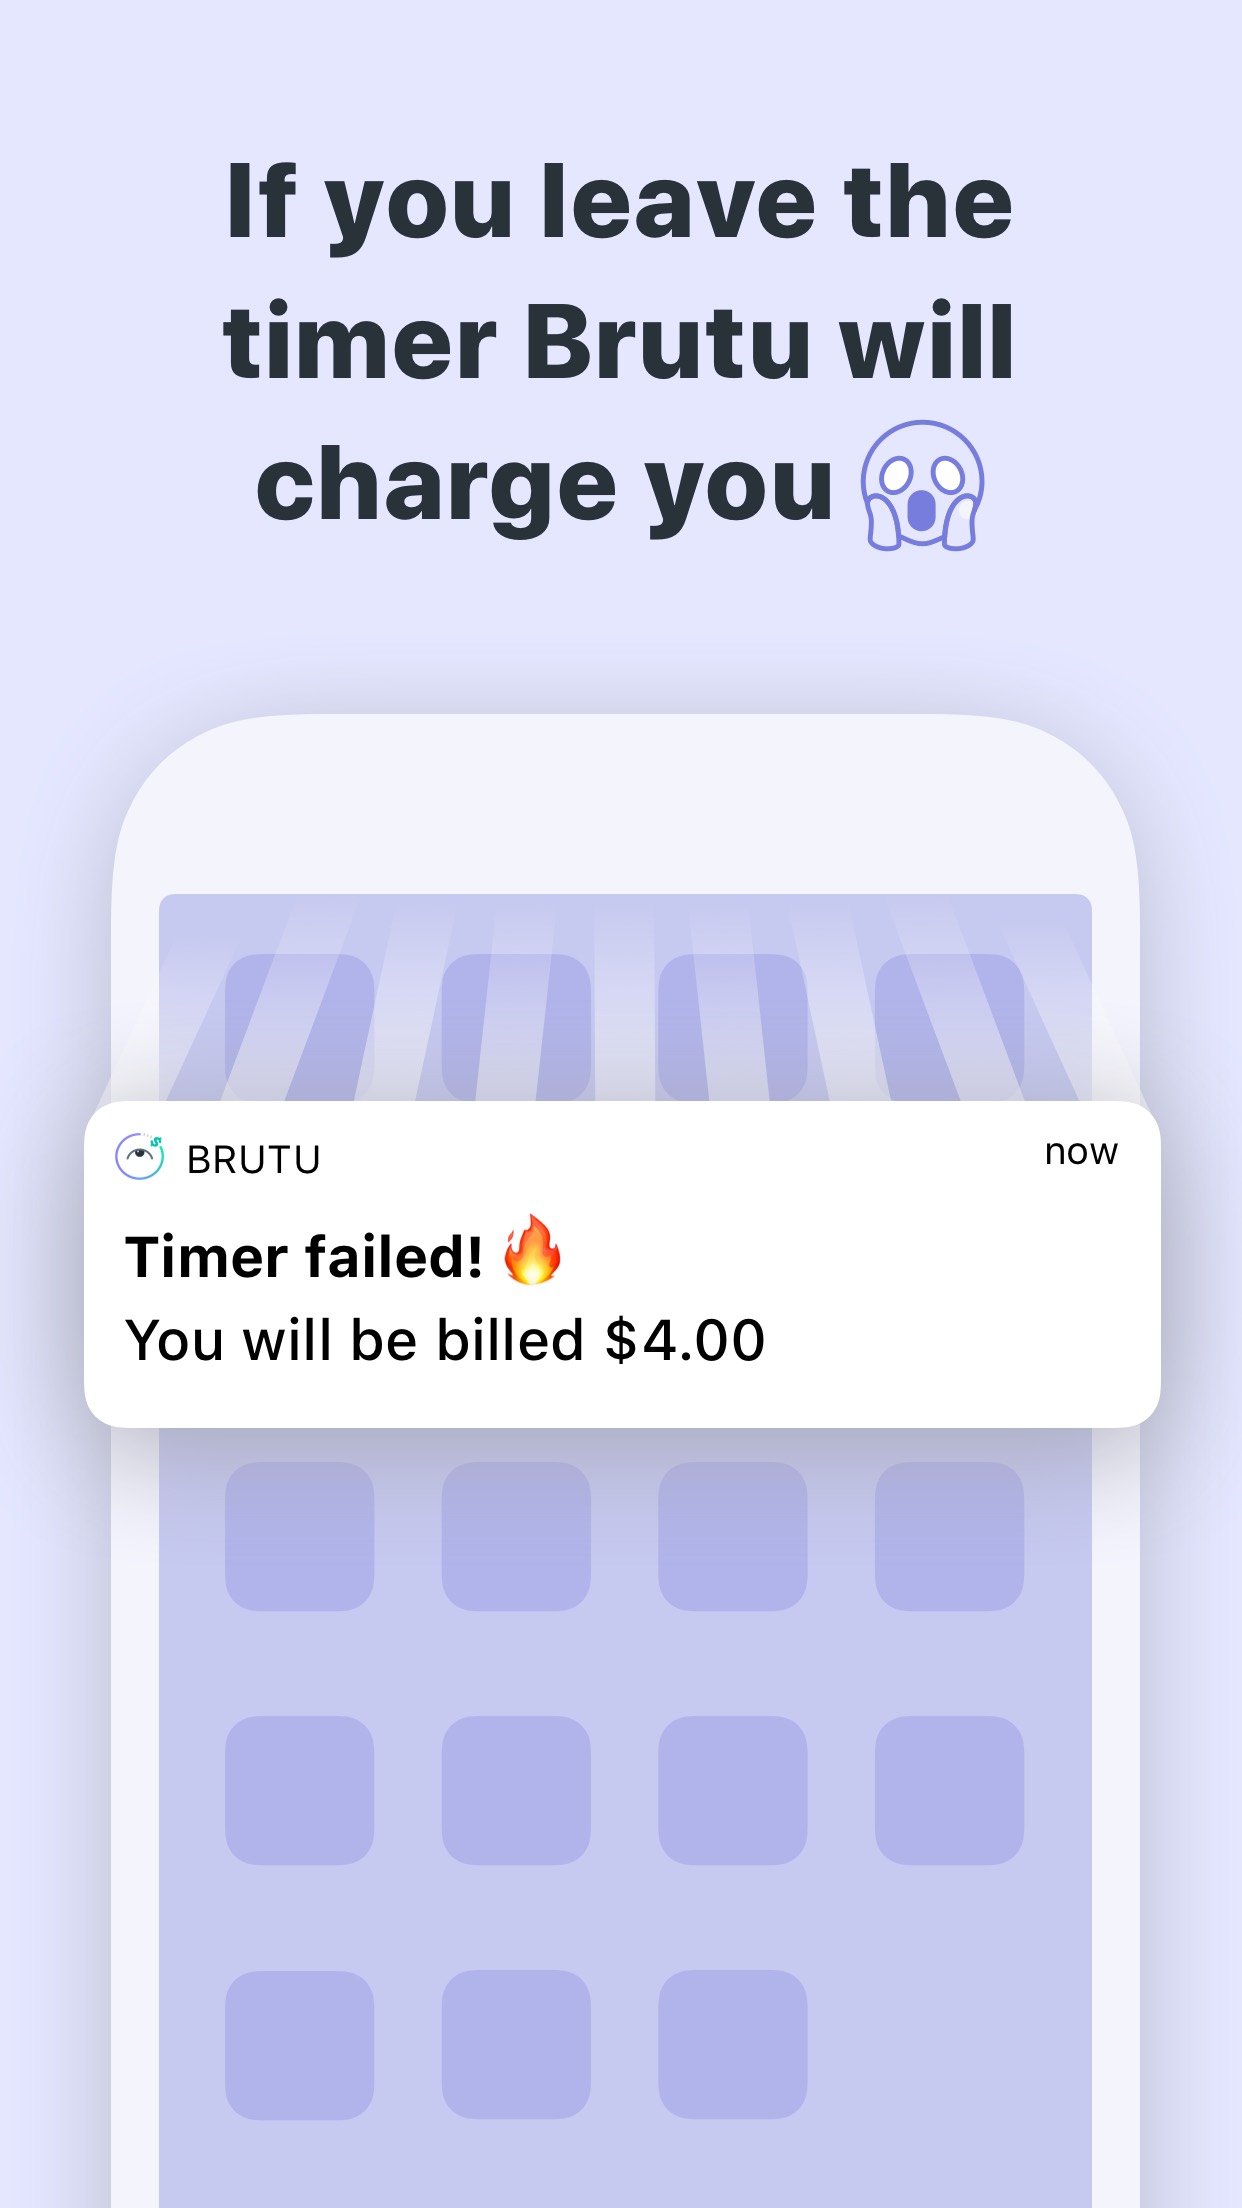 If you leave the
timer Brutu will
charge you 😱
BRUTU
now
Timer failed! 🔥
You will be billed $4.00